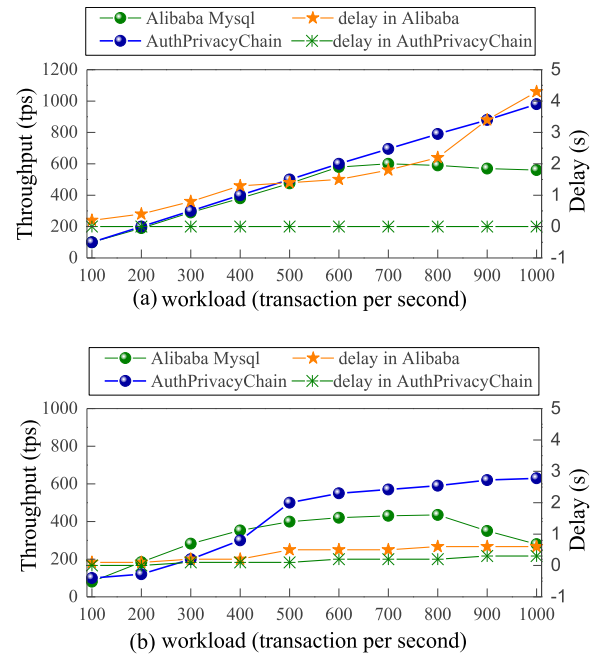 Alibaba Mysql delay in Alibaba
AuthPrivacyChain delay in AuthPrivacyChain
1200 5
1000 4
800 3
600 2
400 1
200 0
0 -1
Throughput (tps)
Delay (s)
100 200 300 400 500 600 700 800 900 1000
(a) workload (transaction per second)
Alibaba Mysql delay in Alibaba
AuthPrivacyChain delay in AuthPrivacyChain
1000 5
4
800 3
600 2
400 1
200 0
0 -1
Throughput (tps)
Delay (s)
100 200 300 400 500 600 700 800 900 1000
(b) workload (transaction per second)